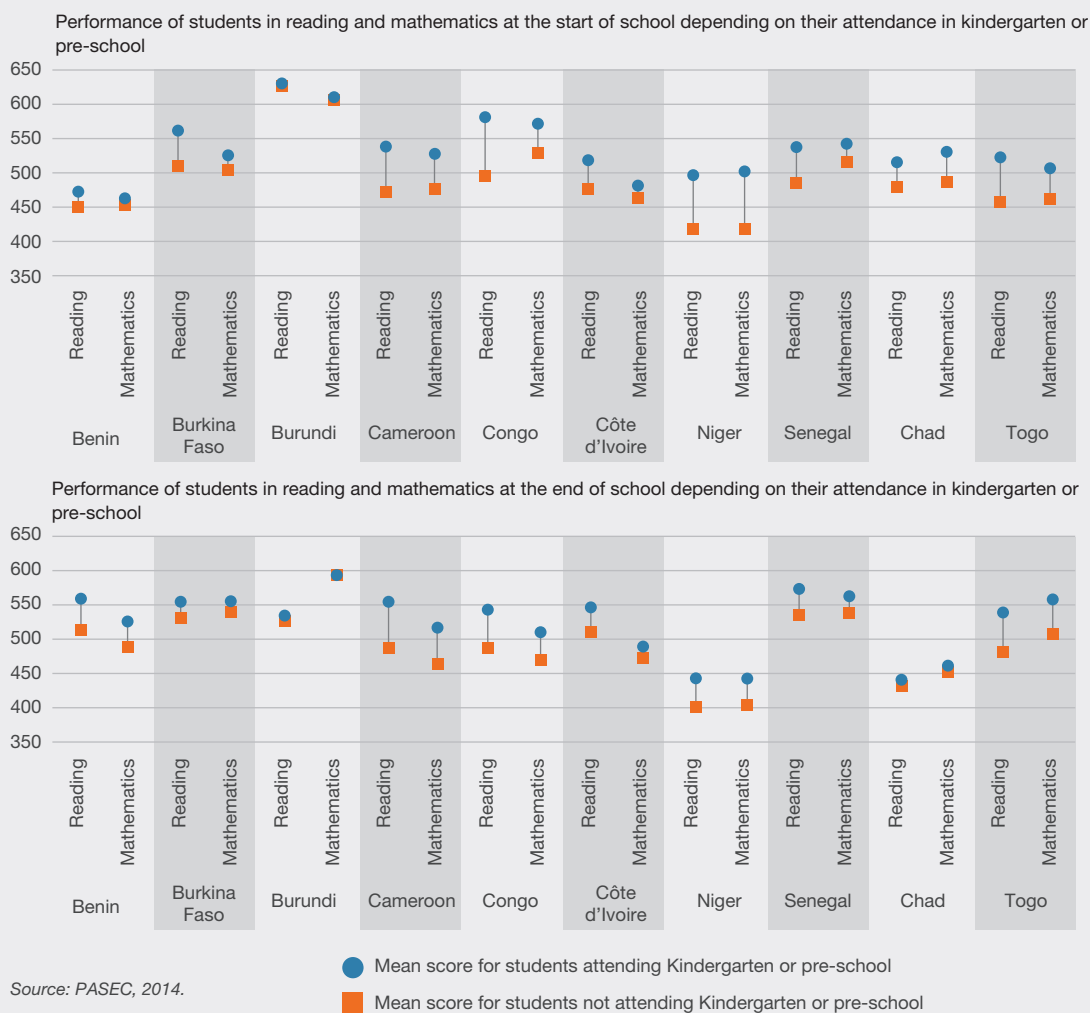 Performance of students in reading and mathematics at the start of school depending on their attendance in kindergarten or
pre-school
650
600
550
500
450
400
350
Reading
Mathematics
Reading
Mathematics
Reading
Mathematics
Reading
Mathematics
Reading
Mathematics
Reading
Mathematics
Reading
Mathematics
Reading
Mathematics
Reading
Mathematics
Reading
Mathematics
Benin
Burkina
Faso
Burundi
Cameroon
Congo
Côte
d'Ivoire
Niger
Senegal
Chad
Togo
Performance of students in reading and mathematics at the end of school depending on their attendance in kindergarten or
pre-school
650
600
550
500
450
400
350
Reading
Mathematics
Reading
Mathematics
Reading
Mathematics
Reading
Mathematics
Reading
Mathematics
Reading
Mathematics
Reading
Mathematics
Reading
Mathematics
Reading
Mathematics
Reading
Mathematics
Benin
Burkina
Faso
Burundi
Cameroon
Congo
Côte
d'Ivoire
Niger
Senegal
Chad
Togo
Mean score for students attending Kindergarten or pre-school
Mean score for students not attending Kindergarten or pre-school
Source: PASEC, 2014.